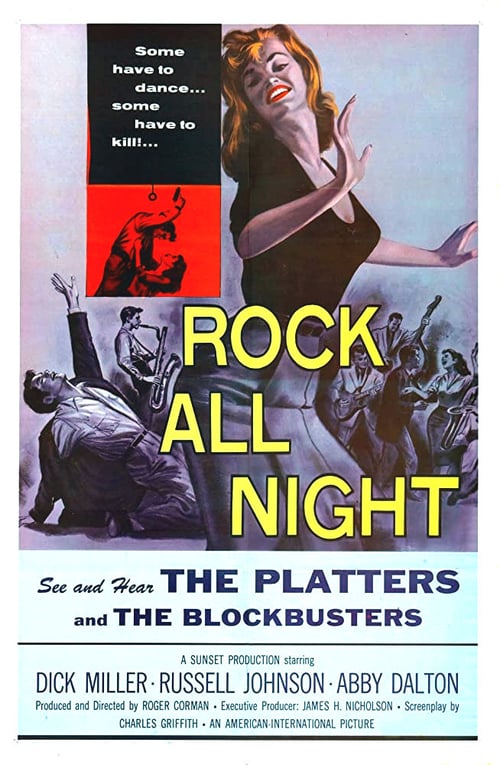 Some
have to
dance...
some
have to
kill!...
ROCK
ALL
NIGHT
See and Hear THE PLATTERS
and THE BLOCKBUSTERS
A SUNSET PRODUCTION starring
DICK MILLER · RUSSELL JOHNSON · ABBY DALTON
Produced and Directed by ROGER CORMAN • Executive Producer: JAMES H. NICHOLSON • Screenplay by
CHARLES GRIFFITH • AN AMERICAN-INTERNATIONAL PICTURE